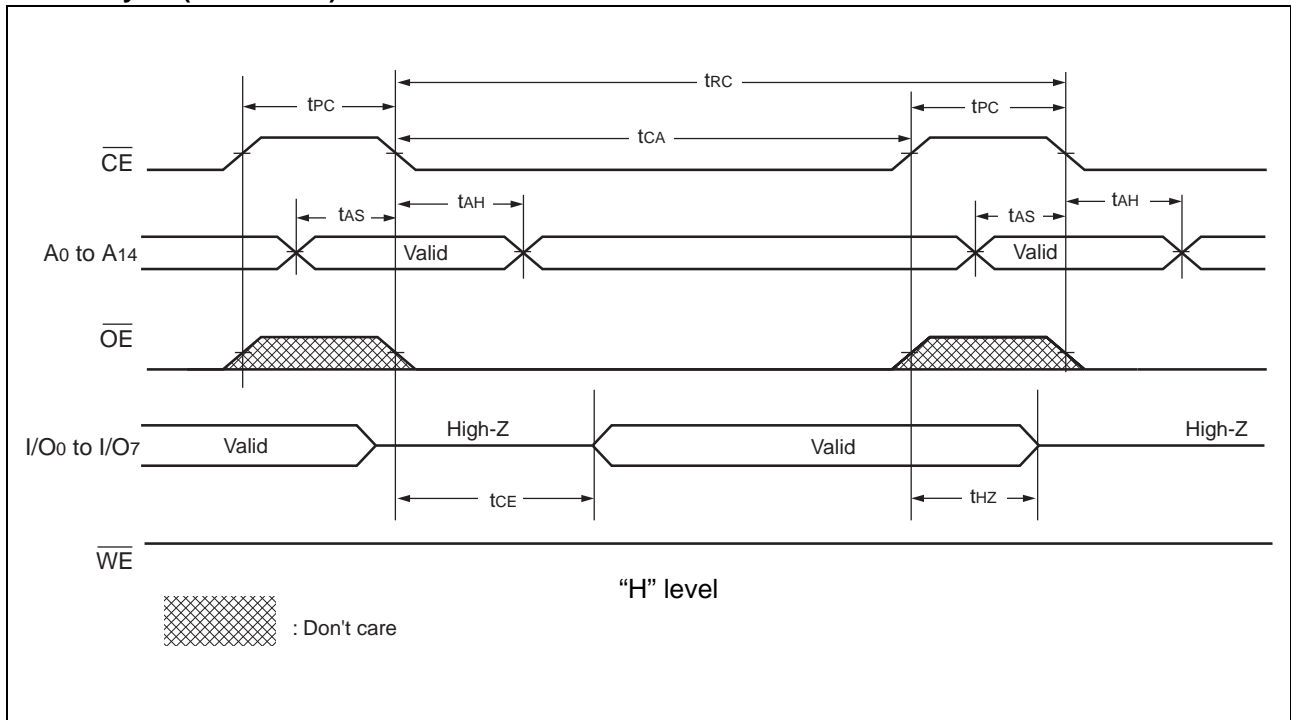 tRC
tPC
tPC
tCA
CE
tAS
tAH
tAS
tAH
A0 to A14
Valid
Valid
OE
I/O0 to I/O7
Valid
High-Z
Valid
High-Z
tCE
tHZ
WE
“H” level
: Don't care